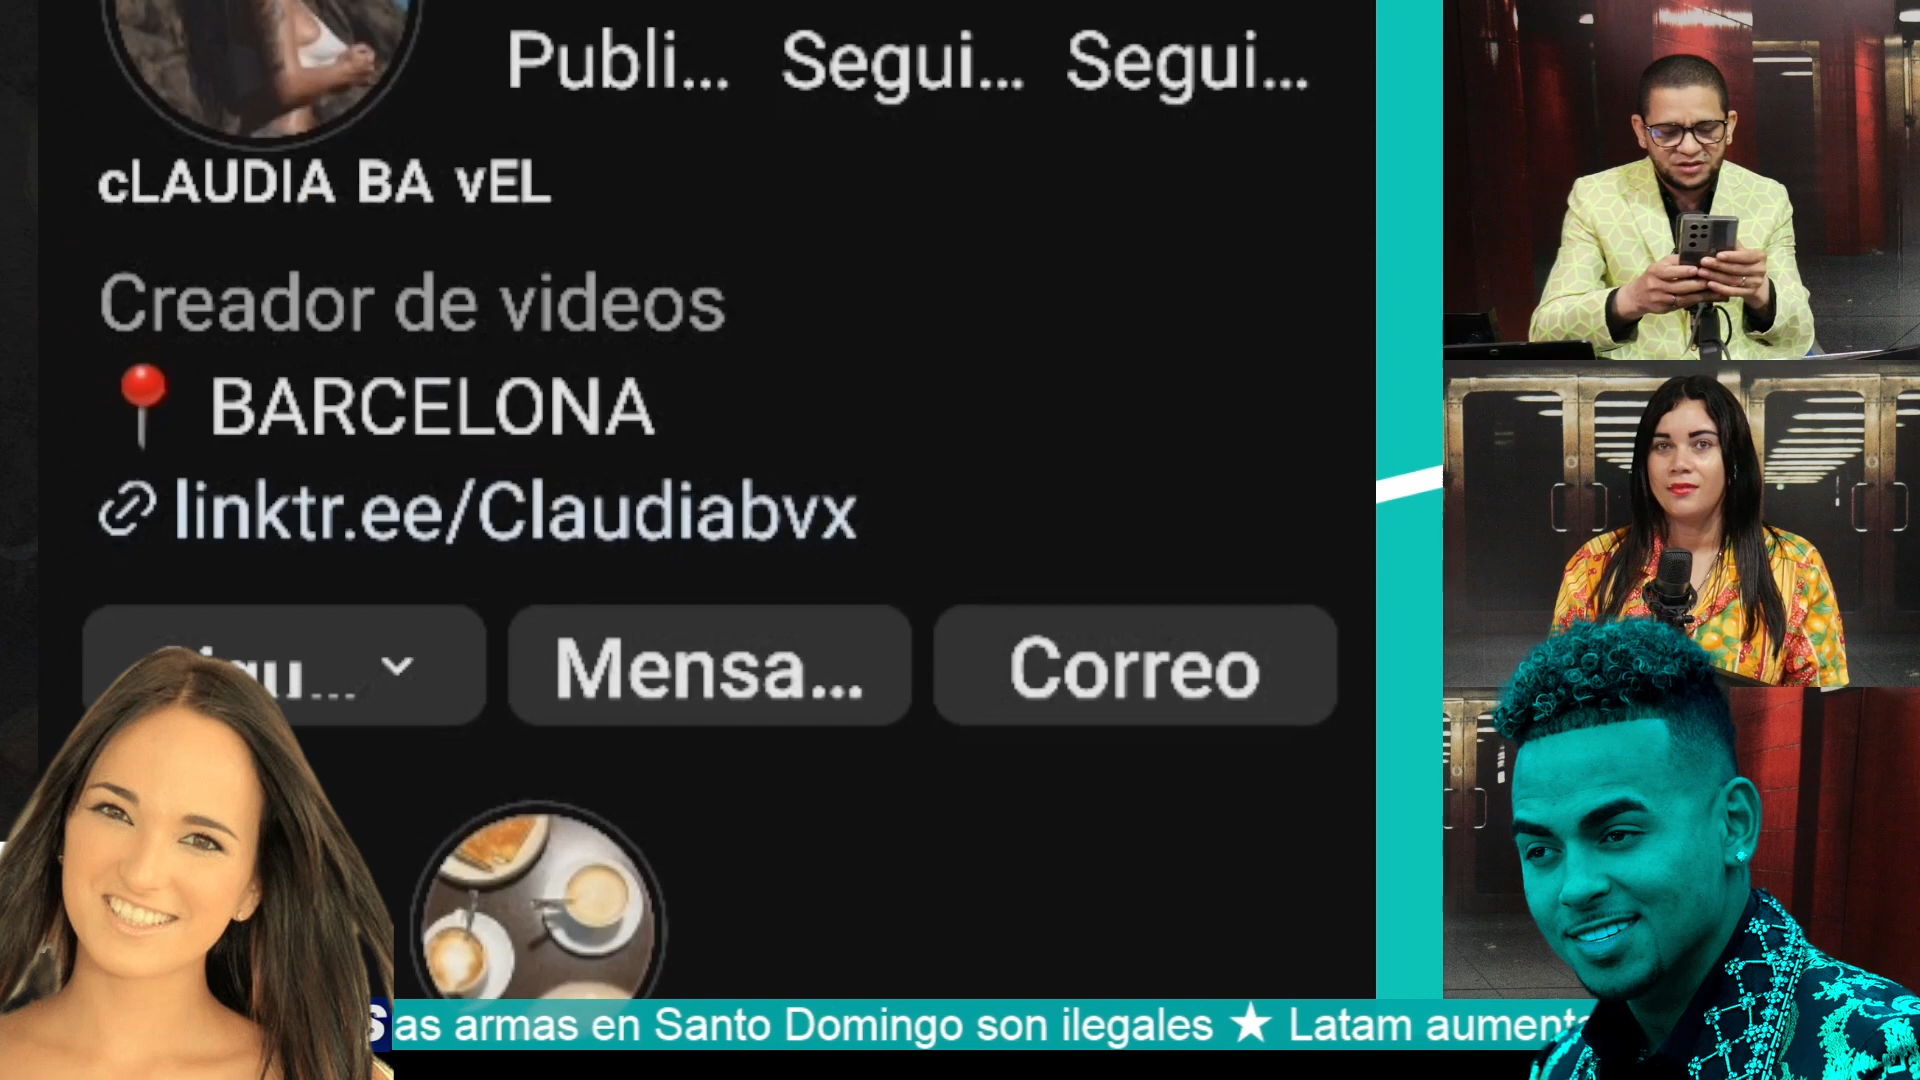 Publi... Segui... Segui...
cLAUDIA BA vEL
Creador de videos
BARCELONA
linktr.ee/Claudiabvx
Mensa... Correo
as armas en Santo Domingo son ilegales ★ Latam aument